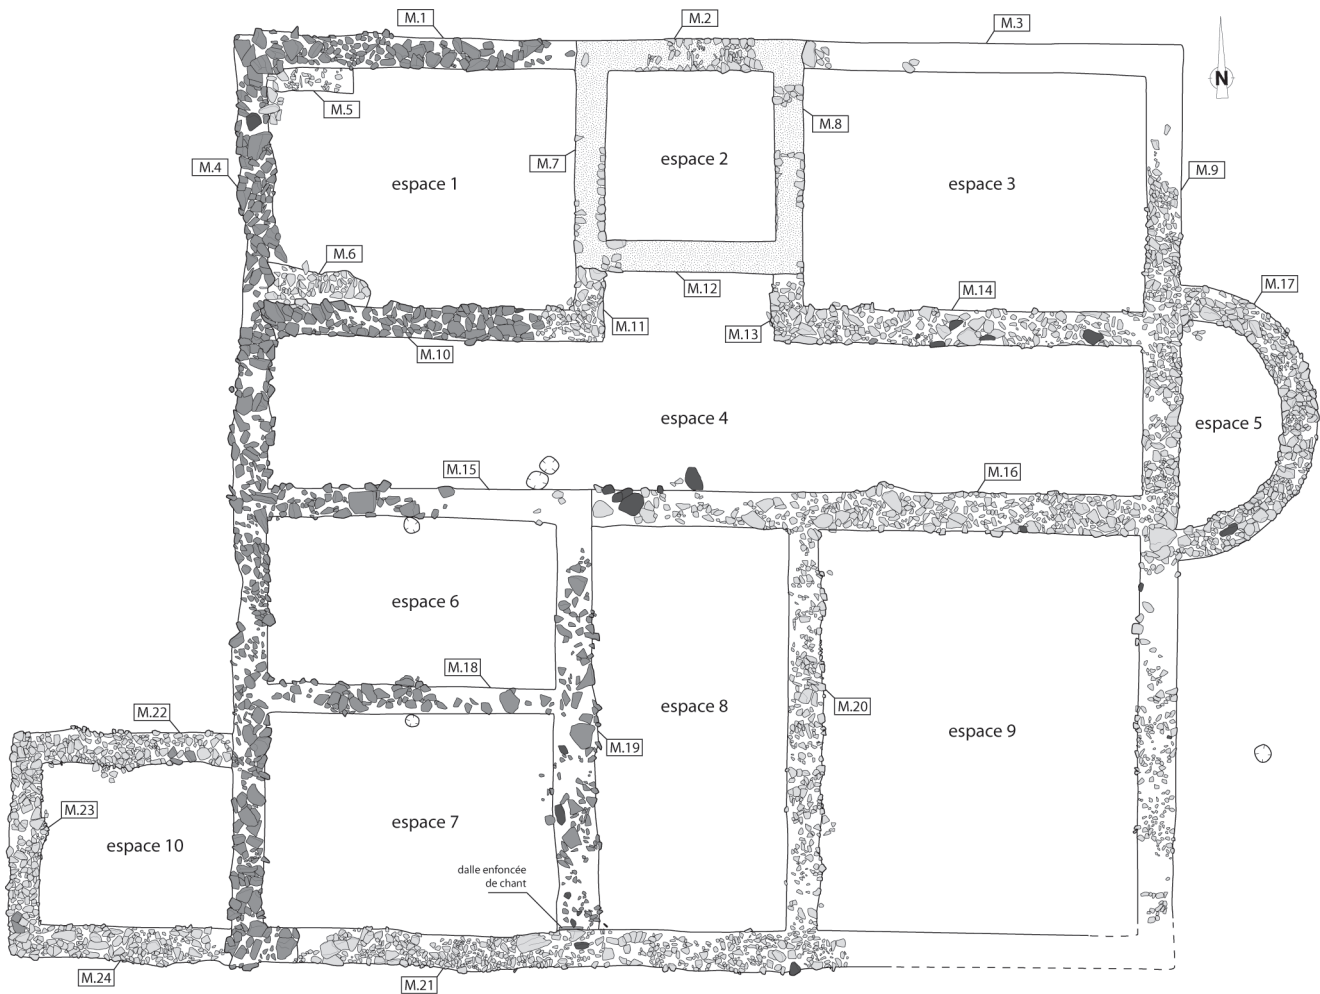 M.1
M.2
M.3
N
M.5
M.8
M.7
M.4
espace 2
M.9
espace 1
espace 3
M.6
M.12
M.14
M.17
M.11
M.13
M.10
espace 4
espace 5
M.15
M.16
espace 6
M.18
M.22
espace 8
M.20
espace 9
M.19
M.23
espace 7
espace 10
dalle enfoncée
de chant
M.24
M.21